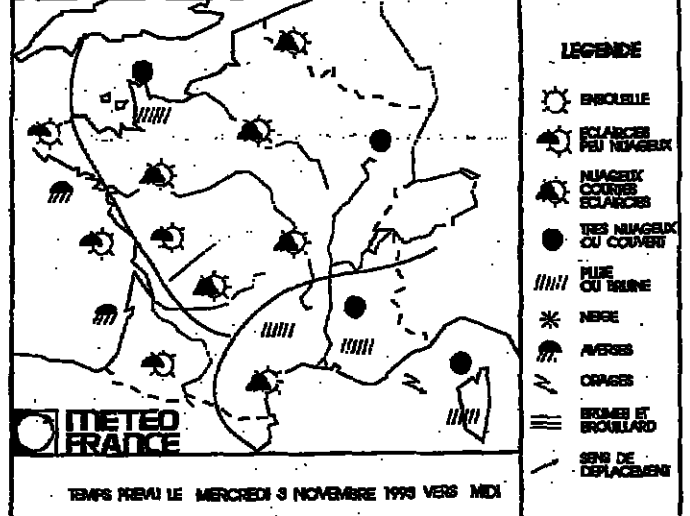 LEGENDE
ENSOLEILLE
ECLAIRCIES
PEU NUAGEUX
NUAGEUX
COURTES
ECLAIRCIES
TRES NUAGEUX
OU COUVERT
PLUIE
OU BRUINE
NEIGE
AVERSES
ORAGES
BRUMES ET
BROUILLARD
SENS DE
DEPLACEMENT
METEO
FRANCE
TEMPS PREVU LE MERCREDI 3 NOVEMBRE 1993 VERS MIDI